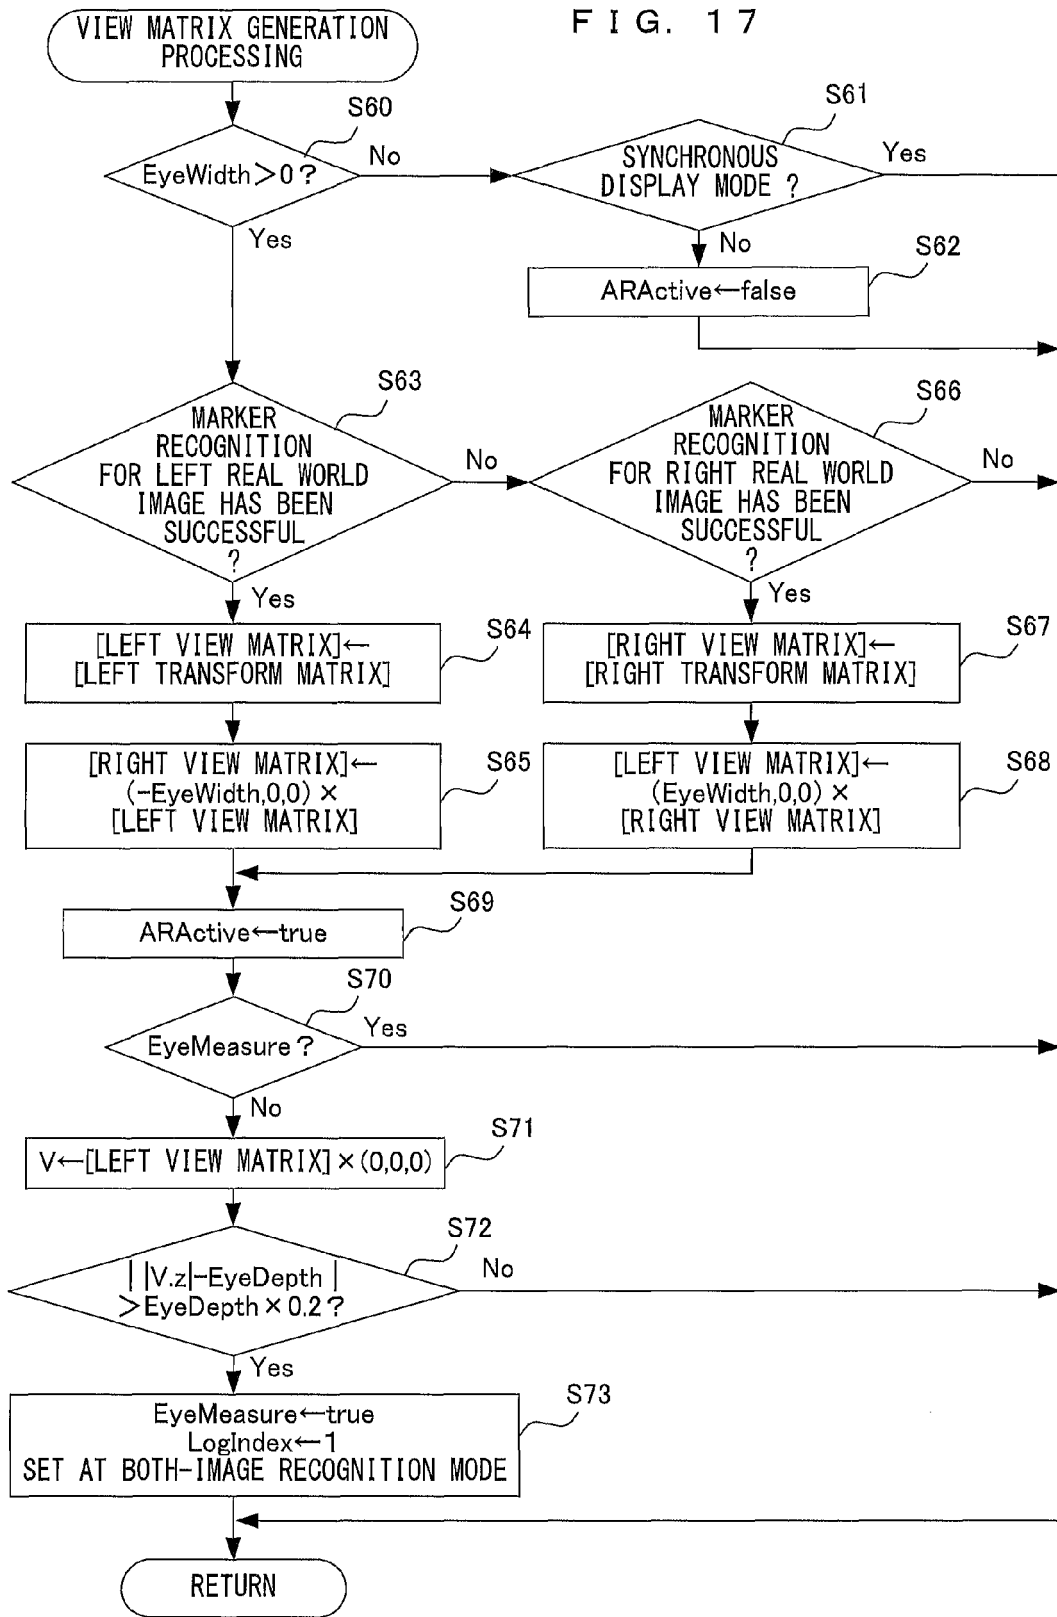 FIG. 17
VIEW MATRIX GENERATION
PROCESSING
S60
EyeWidth>0?
No
Yes
S61
SYNCHRONOUS
DISPLAY MODE ?
Yes
No
S62
ARActive←false
S63
MARKER
RECOGNITION
FOR LEFT REAL WORLD
IMAGE HAS BEEN
SUCCESSFUL
?
No
Yes
S66
MARKER
RECOGNITION
FOR RIGHT REAL WORLD
IMAGE HAS BEEN
SUCCESSFUL
?
No
Yes
S64
[LEFT VIEW MATRIX]←
[LEFT TRANSFORM MATRIX]
S67
[RIGHT VIEW MATRIX]←
[RIGHT TRANSFORM MATRIX]
S65
[RIGHT VIEW MATRIX]←
(-EyeWidth,0,0)×
[LEFT VIEW MATRIX]
S68
[LEFT VIEW MATRIX]←
(EyeWidth,0,0)×
[RIGHT VIEW MATRIX]
S69
ARActive←true
S70
EyeMeasure?
Yes
No
S71
V←[LEFT VIEW MATRIX]×(0,0,0)
S72
||V.z|-EyeDepth|
>EyeDepth×0.2?
No
Yes
S73
EyeMeasure←true
LogIndex←1
SET AT BOTH-IMAGE RECOGNITION MODE
RETURN